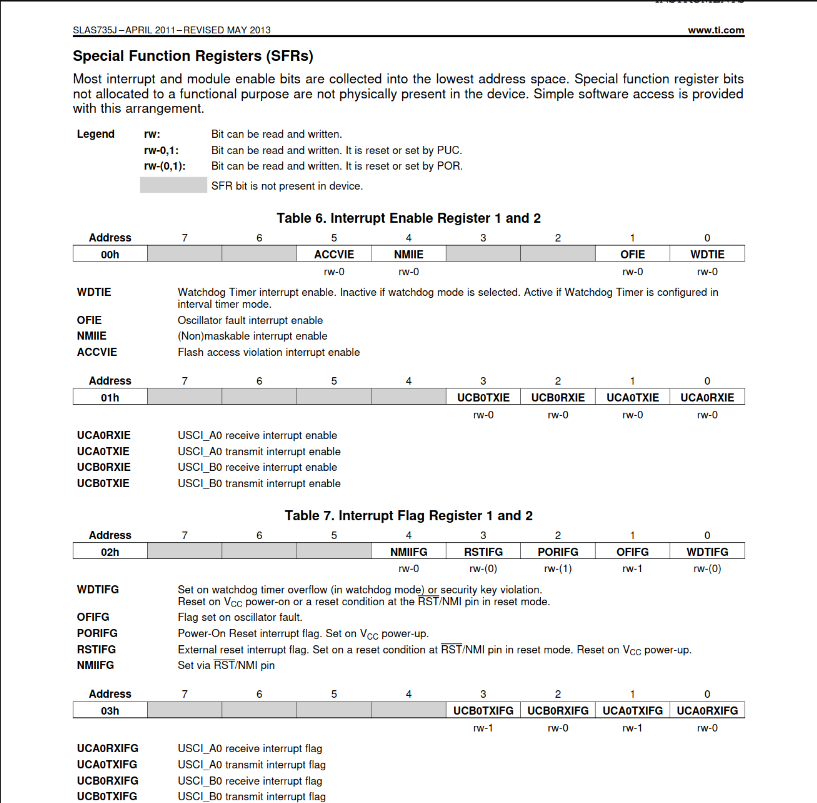 SLAS735J – APRIL 2011 – REVISED MAY 2013 www.ti.com
Special Function Registers (SFRs)
Most interrupt and module enable bits are collected into the lowest address space. Special function register bits
not allocated to a functional purpose are not physically present in the device. Simple software access is provided
with this arrangement.
Legend rw: Bit can be read and written.
rw-0,1: Bit can be read and written. It is reset or set by PUC.
rw-(0,1): Bit can be read and written. It is reset or set by POR.
SFR bit is not present in device.
Table 6. Interrupt Enable Register 1 and 2
Address 7 6 5 4 3 2 1 0
00h ACCVIE NMIIE OFIE WDTIE
rw-0 rw-0 rw-0 rw-0
WDTIE Watchdog Timer interrupt enable. Inactive if watchdog mode is selected. Active if Watchdog Timer is configured in
interval timer mode.
OFIE Oscillator fault interrupt enable
NMIIE (Non)maskable interrupt enable
ACCVIE Flash access violation interrupt enable
Address 7 6 5 4 3 2 1 0
01h UCB0TXIE UCB0RXIE UCA0TXIE UCA0RXIE
rw-0 rw-0 rw-0 rw-0
UCA0RXIE USCI_A0 receive interrupt enable
UCA0TXIE USCI_A0 transmit interrupt enable
UCB0RXIE USCI_B0 receive interrupt enable
UCB0TXIE USCI_B0 transmit interrupt enable
Table 7. Interrupt Flag Register 1 and 2
Address 7 6 5 4 3 2 1 0
02h NMIIFG RSTIFG PORIFG OFIFG WDTIFG
rw-0 rw-(0) rw-(1) rw-1 rw-(0)
WDTIFG Set on watchdog timer overflow (in watchdog mode) or security key violation.
Reset on VCC power-on or a reset condition at the RST/NMI pin in reset mode.
OFIFG Flag set on oscillator fault.
PORIFG Power-On Reset interrupt flag. Set on VCC power-up.
RSTIFG External reset interrupt flag. Set on a reset condition at RST/NMI pin in reset mode. Reset on VCC power-up.
NMIIFG Set via RST/NMI pin
Address 7 6 5 4 3 2 1 0
03h UCB0TXIFG UCB0RXIFG UCA0TXIFG UCA0RXIFG
rw-1 rw-0 rw-1 rw-0
UCA0RXIFG USCI_A0 receive interrupt flag
UCA0TXIFG USCI_A0 transmit interrupt flag
UCB0RXIFG USCI_B0 receive interrupt flag
UCB0TXIFG USCI_B0 transmit interrupt flag